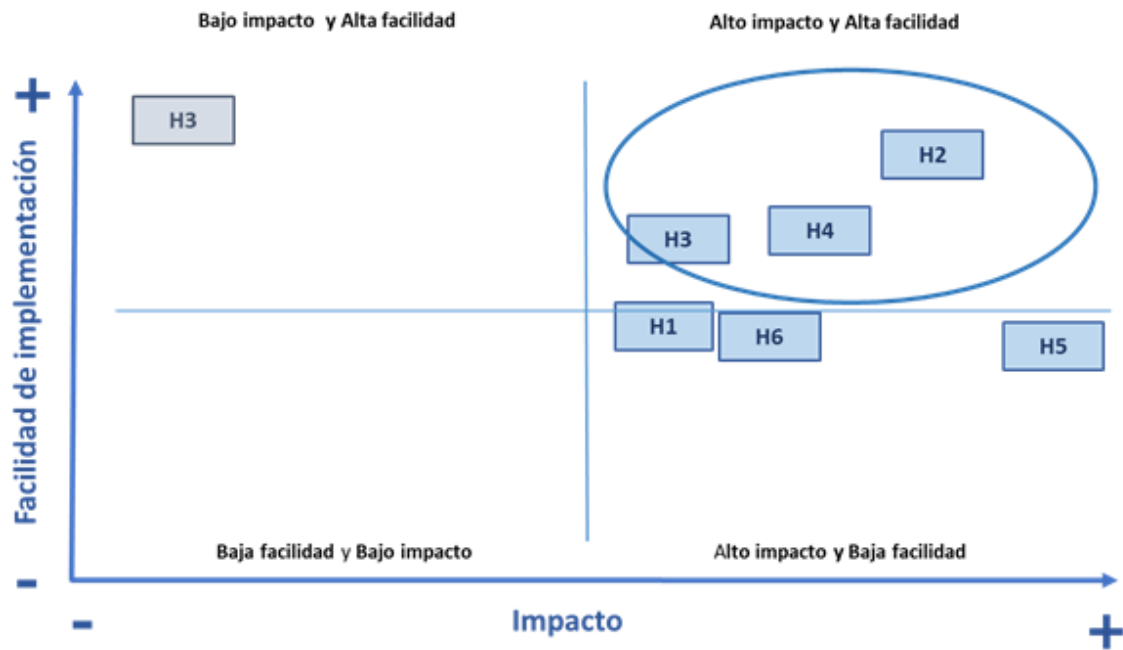 Bajo impacto y Alta facilidad
Alto impacto y Alta facilidad
+
Facilidad de implementación
-
H3
H2
H4
H3
H1
H6
H5
Baja facilidad y Bajo impacto
Alto impacto y Baja facilidad
-
Impacto
+